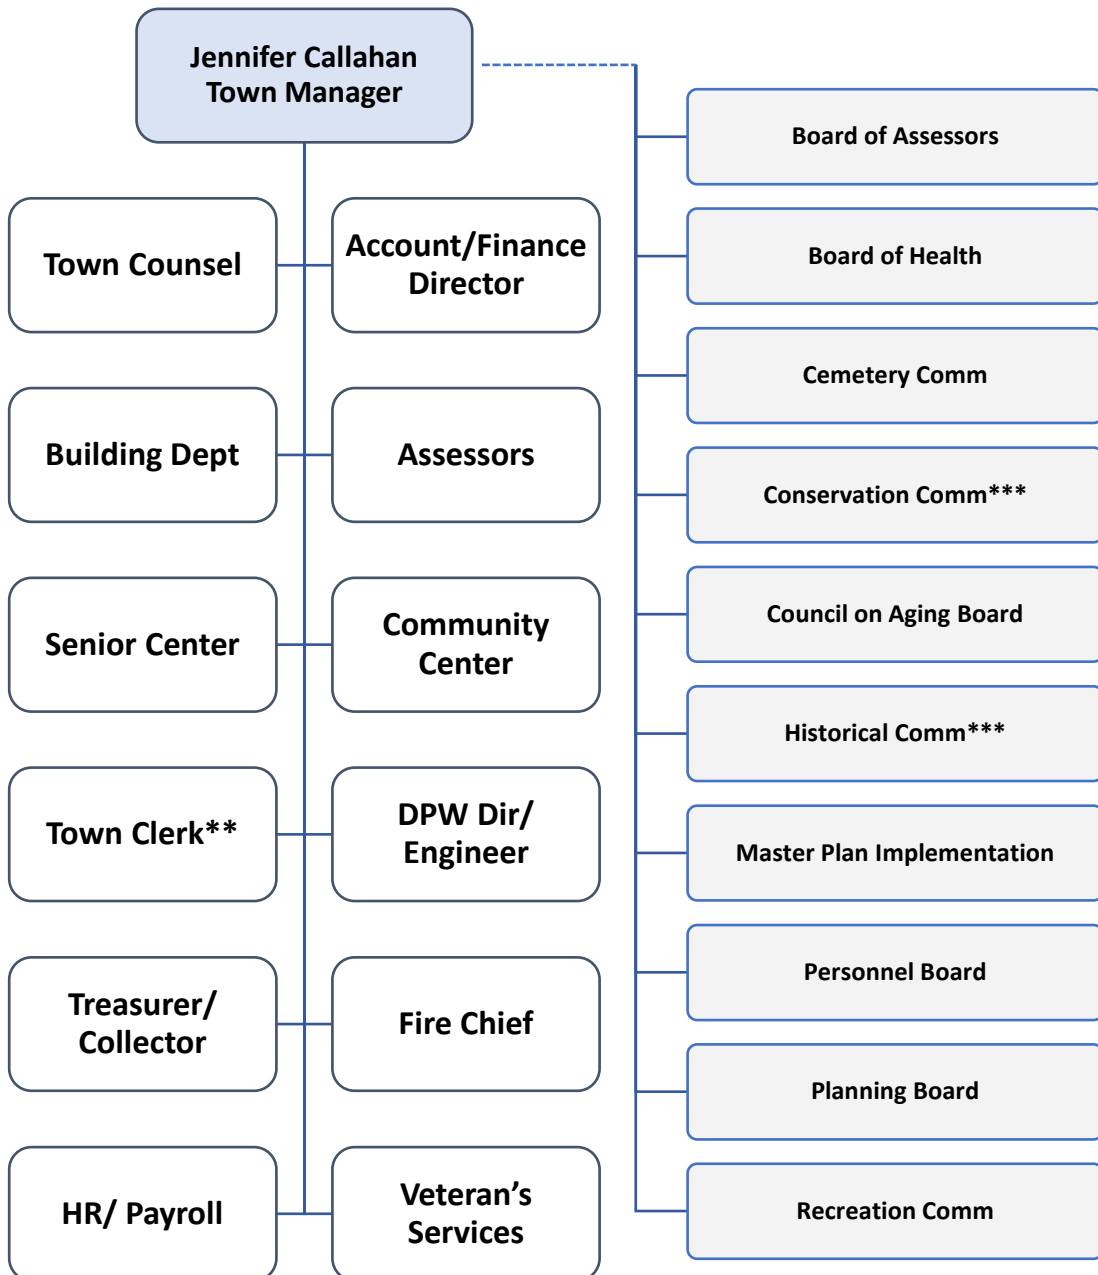 Jennifer Callahan
Town Manager
Town Counsel
Account/Finance
Director
Building Dept
Assessors
Senior Center
Community
Center
Town Clerk**
DPW Dir/
Engineer
Treasurer/
Collector
Fire Chief
HR/ Payroll
Veteran’s
Services
Board of Assessors
Board of Health
Cemetery Comm
Conservation Comm***
Council on Aging Board
Historical Comm***
Master Plan Implementation
Personnel Board
Planning Board
Recreation Comm